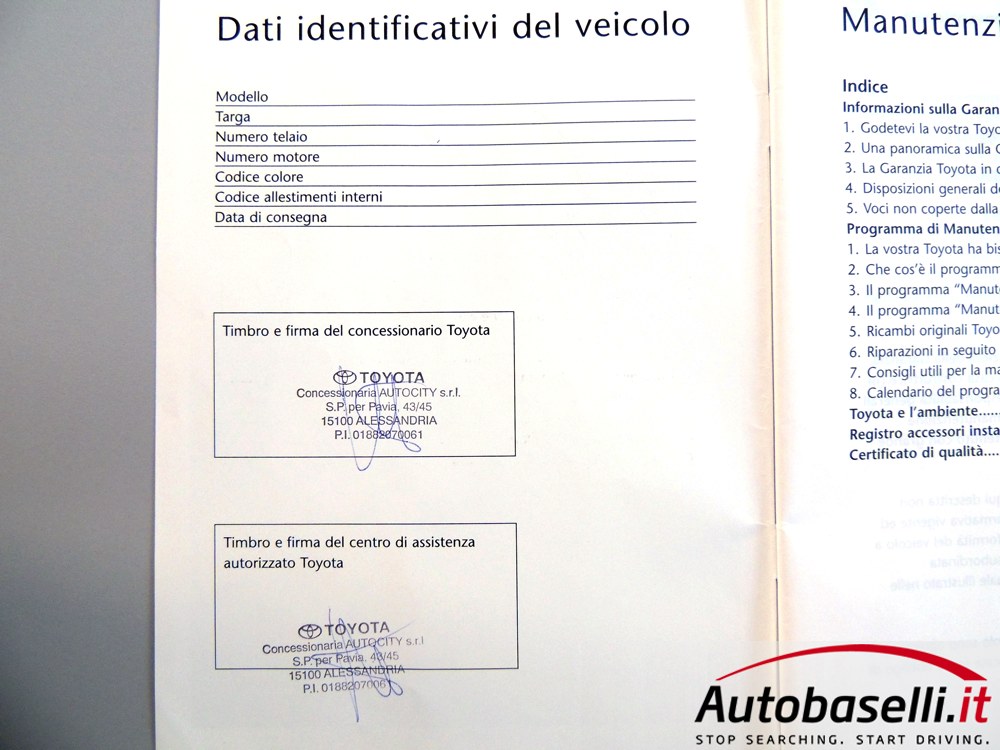 Dati identificativi del veicolo
Modello
Targa
Numero telaio
Numero motore
Codice colore
Codice allestimenti interni
Data di consegna
Timbro e firma del concessionario Toyota
TOYOTA
Concessionaria AUTOCITY s.r.l.
S.P. per Pavia, 43/45
15100 ALESSANDRIA
P.I. 01882070061
Timbro e firma del centro di assistenza
autorizzato Toyota
TOYOTA
Concessionaria AUTOCITY s.r.l
S.P. per Pavia, 43/45
15100 ALESSANDRIA
P.I. 01882070061
Manutenzi
Indice
Informazioni sulla Garan
1. Godetevi la vostra Toyo
2. Una panoramica sulla G
3. La Garanzia Toyota in
4. Disposizioni generali de
5. Voci non coperte dalla
Programma di Manuten
1. La vostra Toyota ha bis
2. Che cos'è il programm
3. Il programma "Manut
4. Il programma "Manut
5. Ricambi originali Toyo
6. Riparazioni in seguito
7. Consigli utili per la ma
8. Calendario del progra
Toyota e l'ambiente.....
Registro accessori insta
Certificato di qualità....
Autobaselli.it
STOP SEARCHING. START DRIVING.